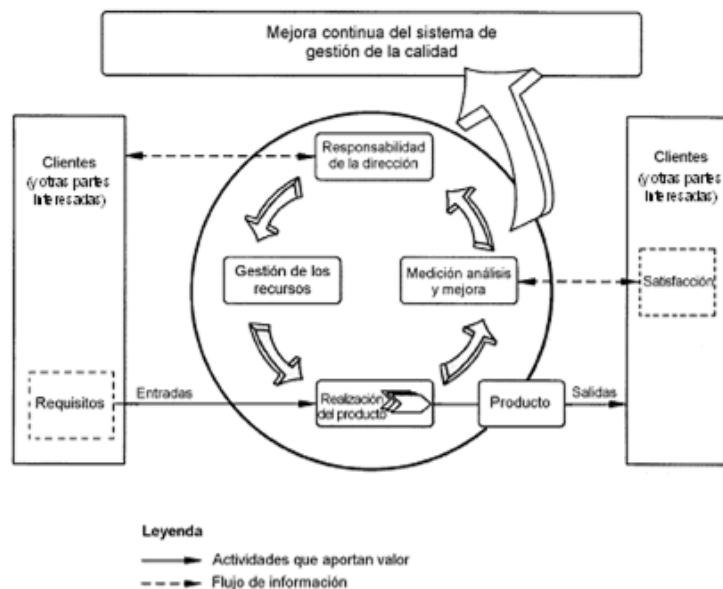 Mejora continua del sistema de
gestión de la calidad
Clientes
(y otras partes
Interesadas)
Responsabilidad
de la dirección
Clientes
(y otras partes
Interesadas)
Gestión de los
recursos
Medición análisis
y mejora
Satisfacción
Requisitos
Entradas
Realización
del producto
Producto
Salidas
Leyenda
Actividades que aportan valor
Flujo de información